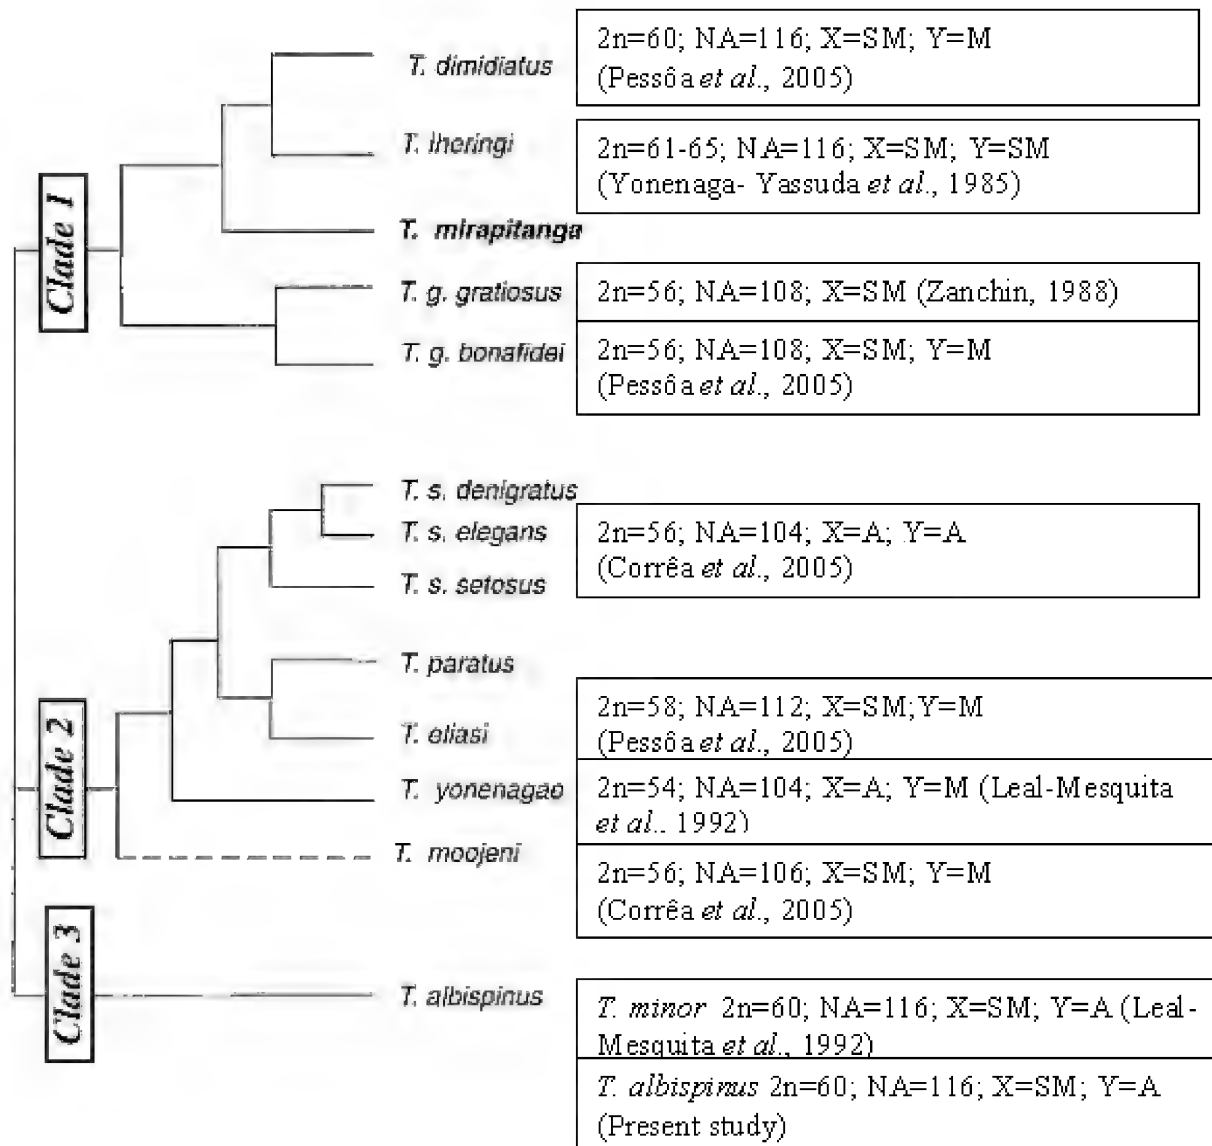 T. dimidiatus
2n=60; NA=116; X=SM; Y=M
(Pessôa et al., 2005)
T. iheringi
2n=61-65; NA=116; X=SM; Y=SM
(Yonenaga- Yassuda et al., 1985)
Clade 1
T. mirapitanga
T. g. gratiosus
2n=56; NA=108; X=SM (Zanchin, 1988)
T. g. bonafidei
2n=56; NA=108; X=SM; Y=M
(Pessôa et al., 2005)
T. s. denigratus
T. s. elegans
2n=56; NA=104; X=A; Y=A
(Corrêa et al., 2005)
T. s. setosus
T. paratus
Clade 2
T. eliasi
2n=58; NA=112; X=SM;Y=M
(Pessôa et al., 2005)
T. yonenagae
2n=54; NA=104; X=A; Y=M (Leal-Mesquita
et al., 1992)
T. moojeni
2n=56; NA=106; X=SM; Y=M
(Corrêa et al., 2005)
Clade 3
T. albispinus
T. minor 2n=60; NA=116; X=SM; Y=A (Leal-
Mesquita et al., 1992)
T. albispinus 2n=60; NA=116; X=SM; Y=A
(Present study)